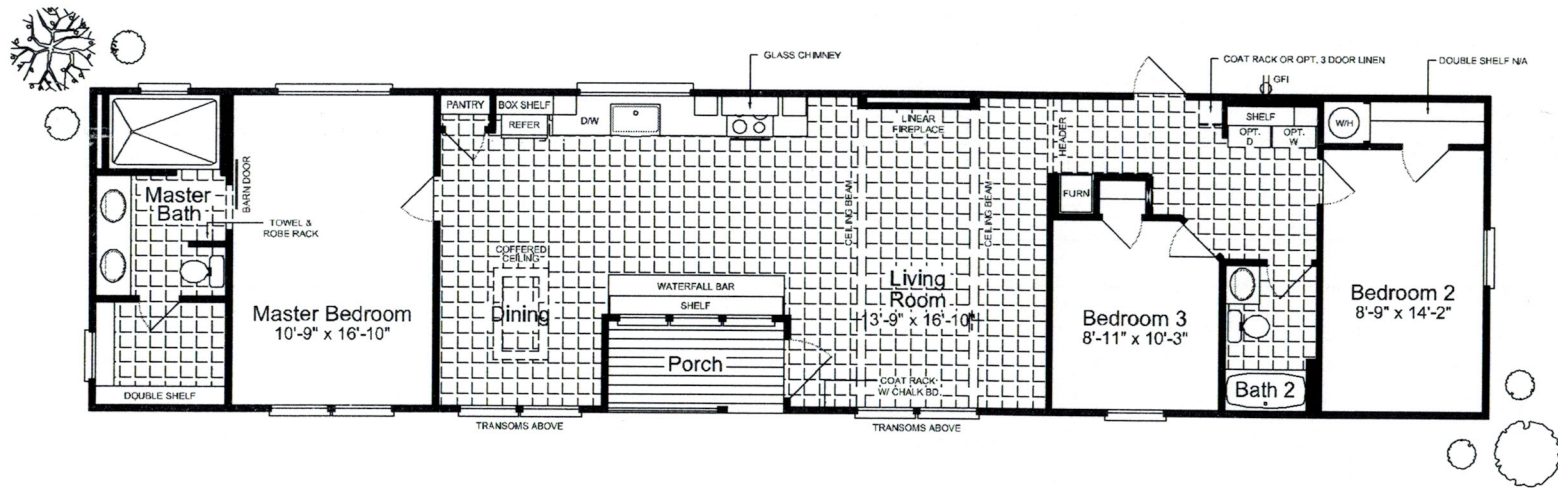 GLASS CHIMNEY
COAT RACK OR OPT. 3 DOOR LINEN
GFI
DOUBLE SHELF N/A
PANTRY
BOX SHELF
REFER
D/W
LINEAR
FIREPLACE
HEADER
SHELF
OPT.
D
OPT.
W
W/H
BARN DOOR
Master
Bath
TOWEL &
ROBE RACK
CEILING BEAM
CEILING BEAM
FURN
COFFERED
CEILING
WATERFALL BAR
SHELF
Living
Room
13'-9" x 16'-10"
Master Bedroom
10'-9" x 16'-10"
Dining
Bedroom 3
8'-11" x 10'-3"
Bedroom 2
8'-9" x 14'-2"
Porch
COAT RACK
W/ CHALK BD.
Bath 2
DOUBLE SHELF
TRANSOMS ABOVE
TRANSOMS ABOVE